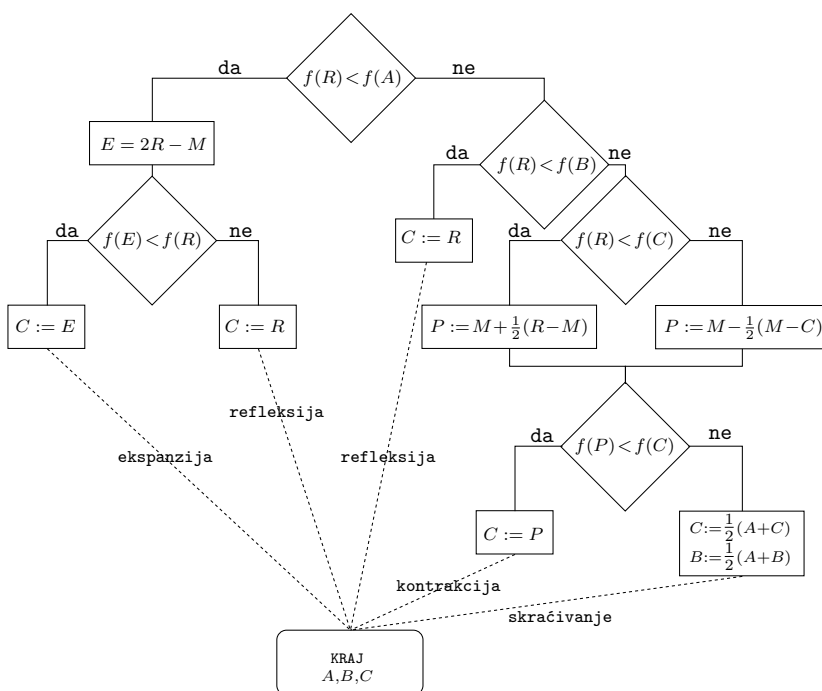 f(R)<f(A)
da
ne
E = 2R − M
f(R)<f(B)
da
ne
f(E)<f(R)
da
ne
C := R
f(R)<f(C)
da
ne
C := E
C := R
P := M+½(R−M)
P := M−½(M−C)
refleksija
ekspanzija
refleksija
f(P)<f(C)
da
ne
C := P
C:=½(A+C)
B:=½(A+B)
kontrakcija
skraćivanje
KRAJ
A,B,C